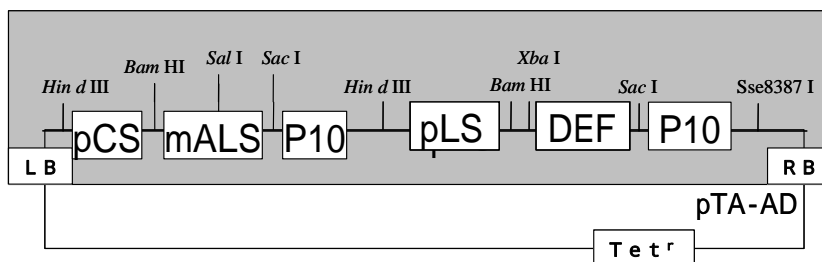 Xba I
Sal I Sac I
Bam HI
Hin d III Hin d III Bam HI Sac I Sse8387 I
pCS mALS P10 pLS DEF P10
L B R B
pTA-AD
Tetʳ